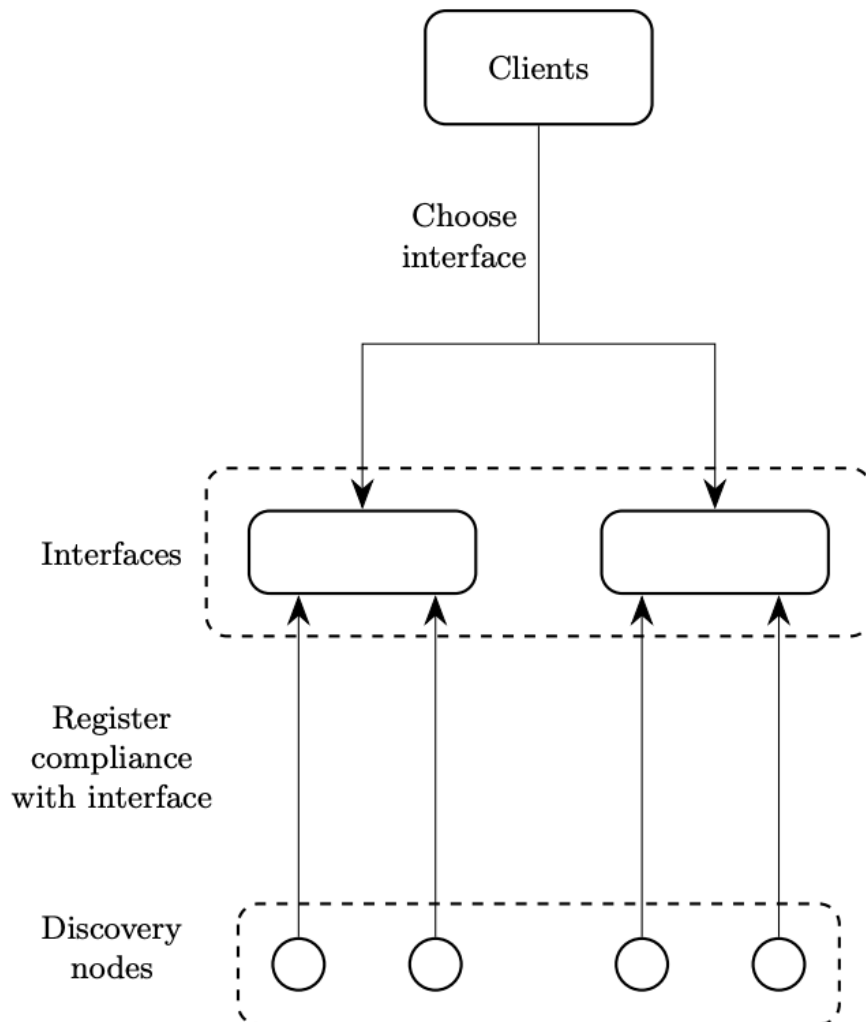 Clients
Choose
interface
Interfaces
Register
compliance
with interface
Discovery
nodes